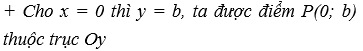 + Cho x = 0 thì y = b, ta được điểm P(0; b)
thuộc trục Oy